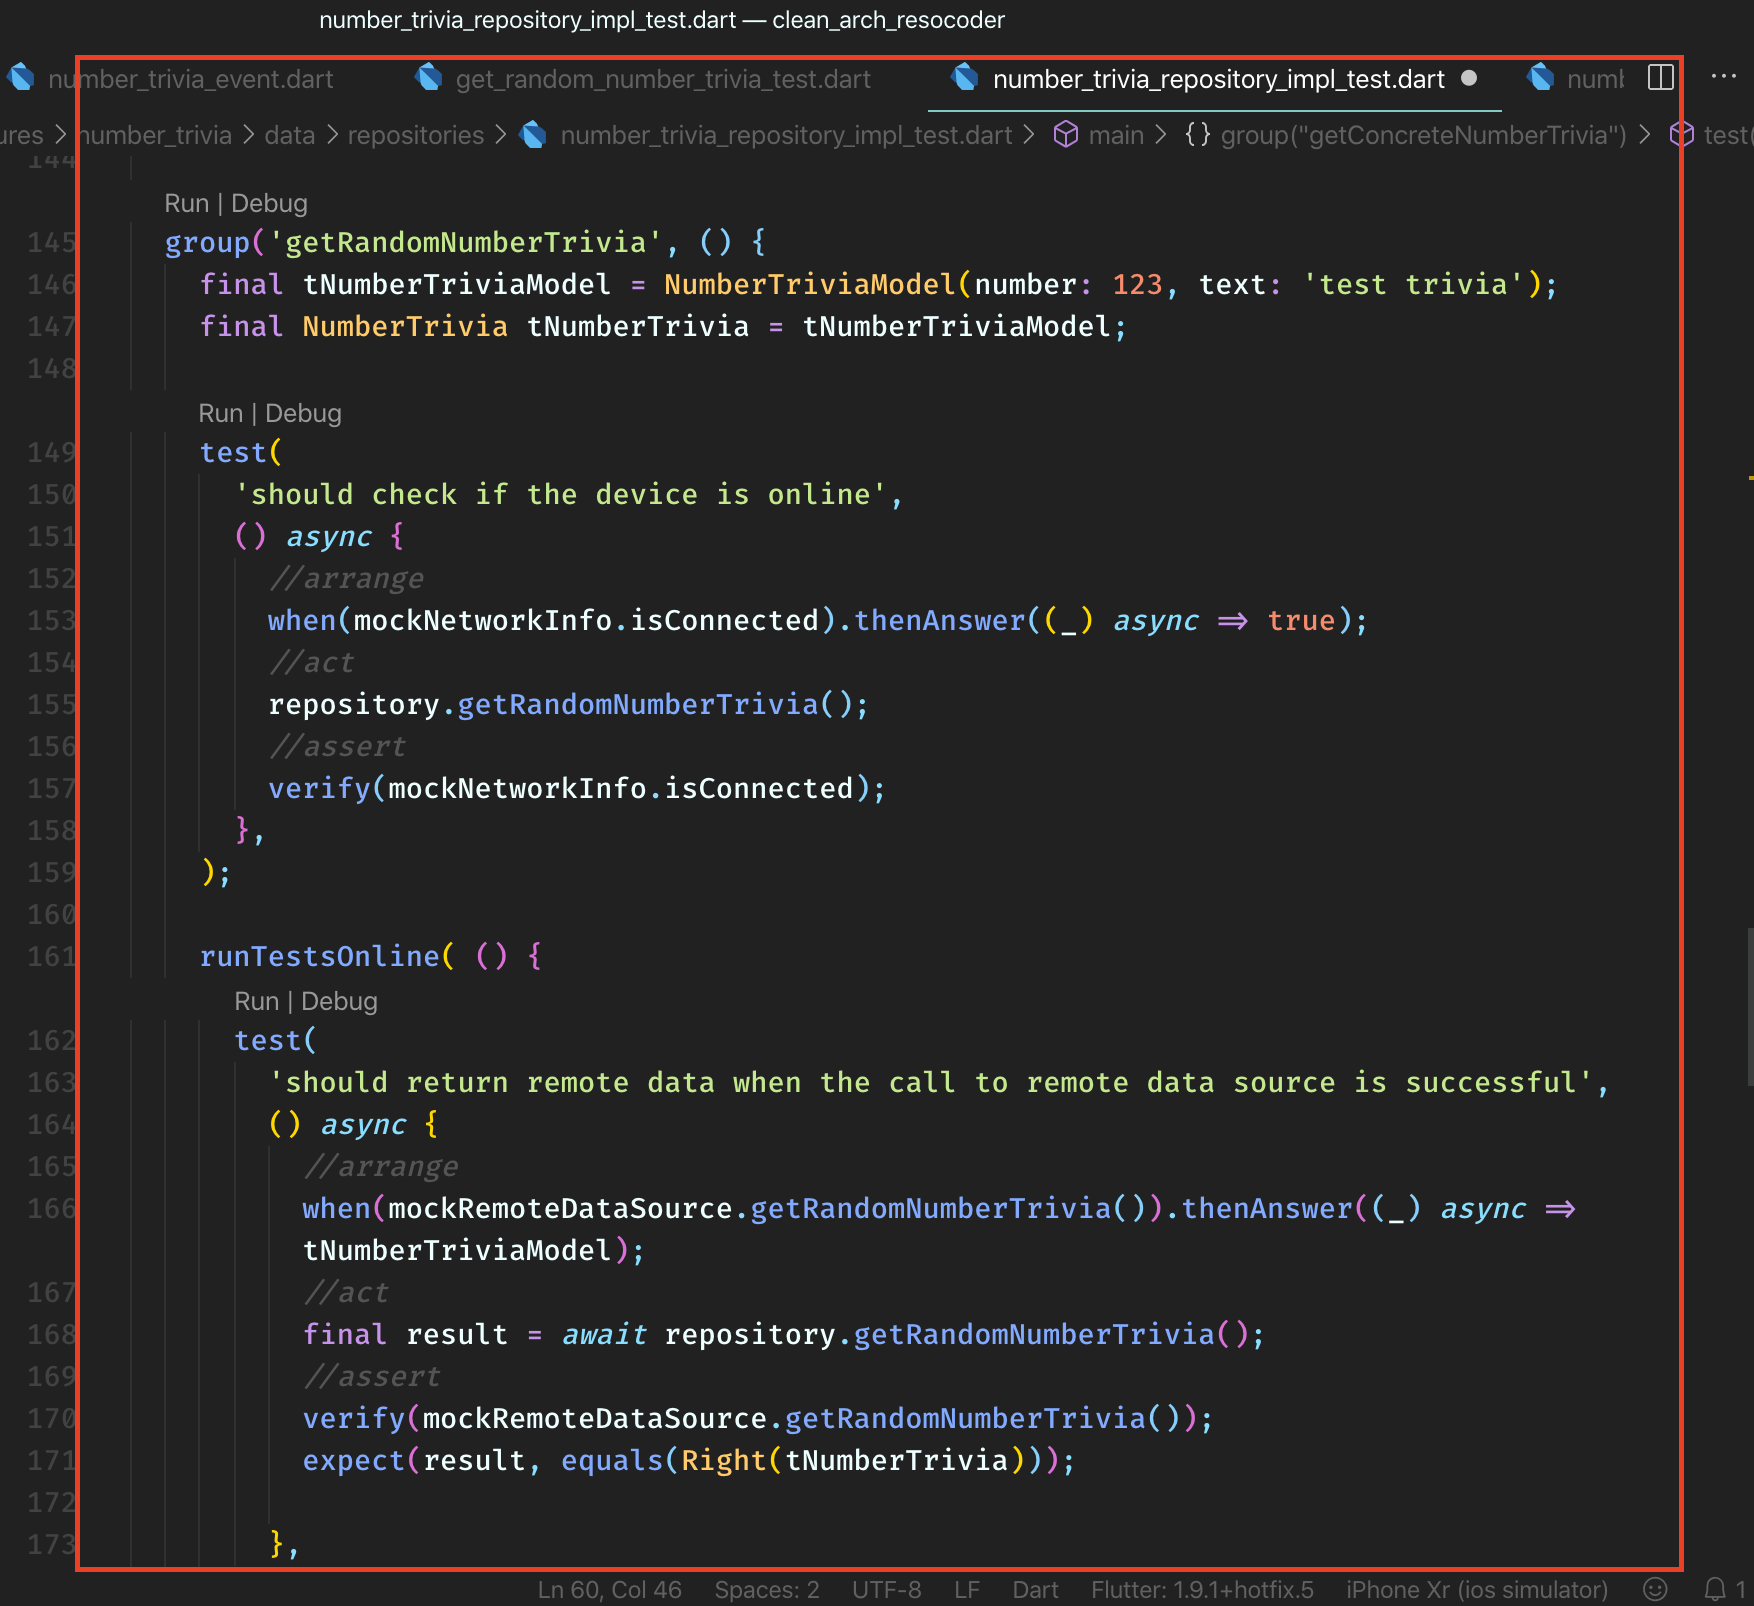 number_trivia_repository_impl_test.dart — clean_arch_resocoder
number_trivia_event.dart get_random_number_trivia_test.dart number_trivia_repository_impl_test.dart ● ...
ures > number_trivia > data > repositories > number_trivia_repository_impl_test.dart > main > {} group("getConcreteNumberTrivia") > test(
144
Run | Debug
145 group('getRandomNumberTrivia', () {
146 final tNumberTriviaModel = NumberTriviaModel(number: 123, text: 'test trivia');
147 final NumberTrivia tNumberTrivia = tNumberTriviaModel;
148
Run | Debug
149 test(
150 'should check if the device is online',
151 () async {
152 //arrange
153 when(mockNetworkInfo.isConnected).thenAnswer((_) async => true);
154 //act
155 repository.getRandomNumberTrivia();
156 //assert
157 verify(mockNetworkInfo.isConnected);
158 },
159 );
160
161 runTestsOnline( () {
Run | Debug
162 test(
163 'should return remote data when the call to remote data source is successful',
164 () async {
165 //arrange
166 when(mockRemoteDataSource.getRandomNumberTrivia()).thenAnswer((_) async =>
tNumberTriviaModel);
167 //act
168 final result = await repository.getRandomNumberTrivia();
169 //assert
170 verify(mockRemoteDataSource.getRandomNumberTrivia());
171 expect(result, equals(Right(tNumberTrivia)));
172
173 },
Ln 60, Col 46 Spaces: 2 UTF-8 LF Dart Flutter: 1.9.1+hotfix.5 iPhone Xr (ios simulator) 1